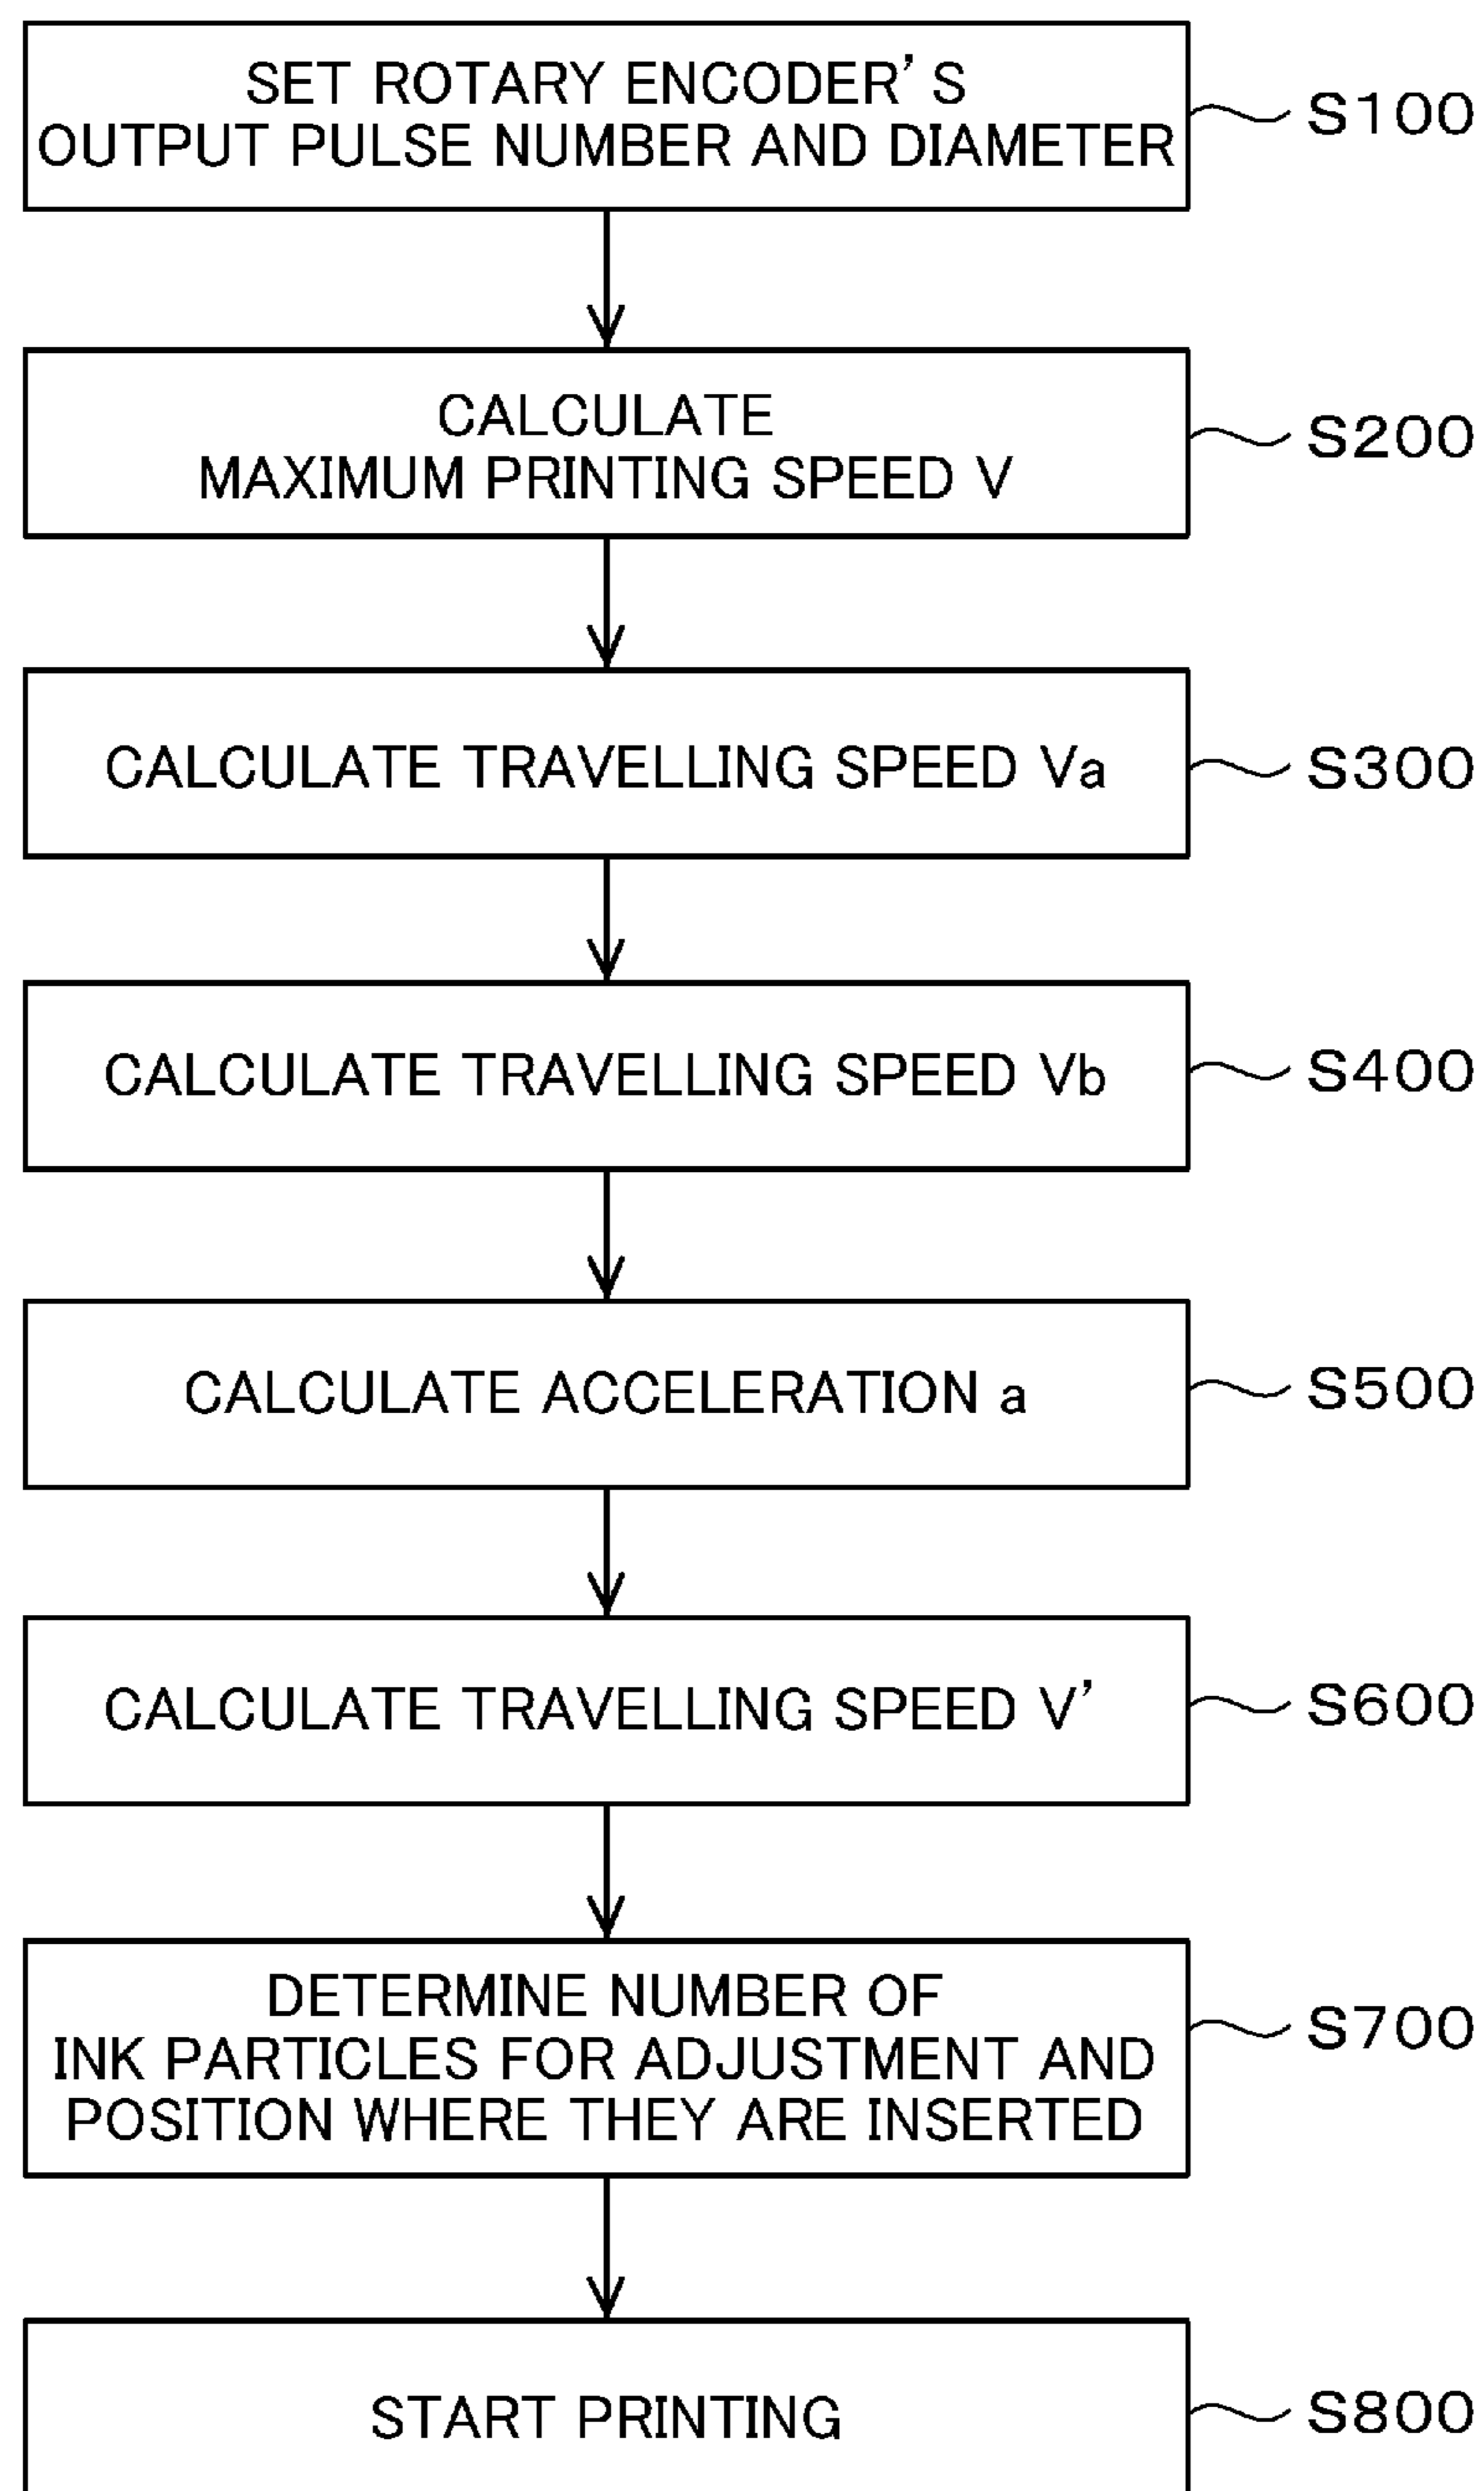 SET ROTARY ENCODER'S
OUTPUT PULSE NUMBER AND DIAMETER
S100
CALCULATE
MAXIMUM PRINTING SPEED V
S200
CALCULATE TRAVELLING SPEED Va
S300
CALCULATE TRAVELLING SPEED Vb
S400
CALCULATE ACCELERATION a
S500
CALCULATE TRAVELLING SPEED V'
S600
DETERMINE NUMBER OF
INK PARTICLES FOR ADJUSTMENT AND
POSITION WHERE THEY ARE INSERTED
S700
START PRINTING
S800